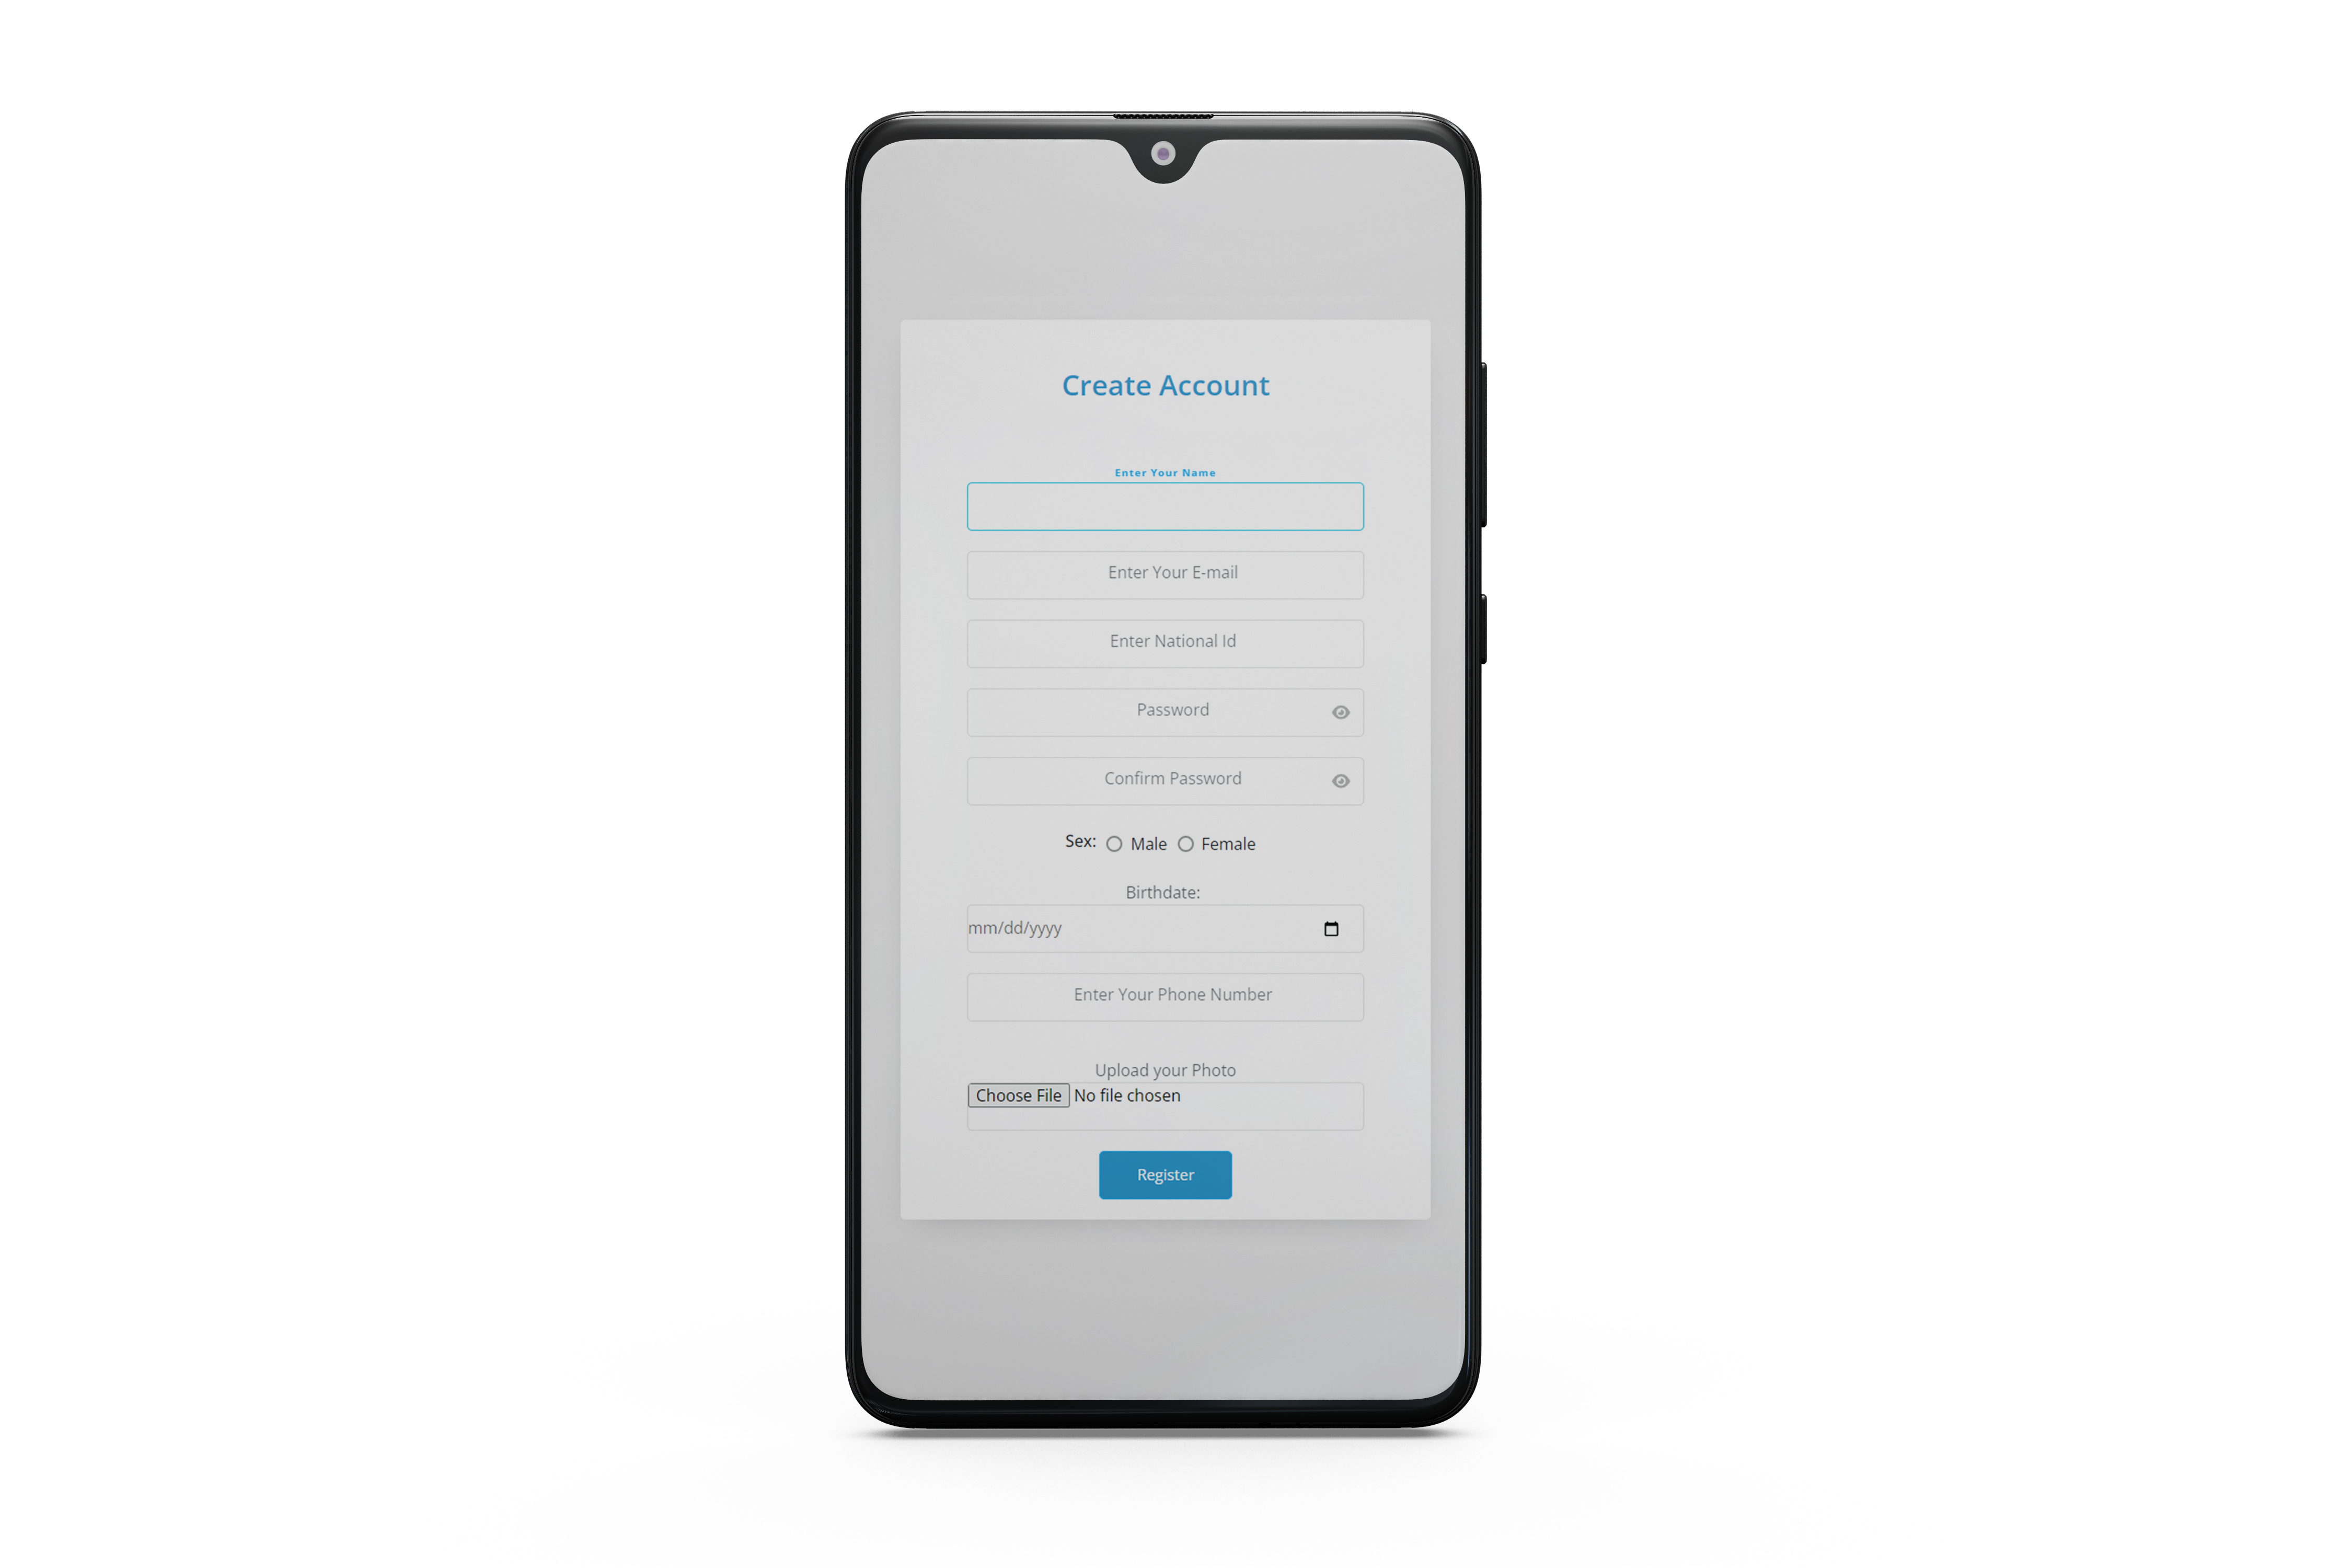 Create Account
Enter Your Name
Enter Your E-mail
Enter National Id
Password
Confirm Password
Sex: Male Female
Birthdate:
mm/dd/yyyy
Enter Your Phone Number
Upload your Photo
Choose File No file chosen
Register